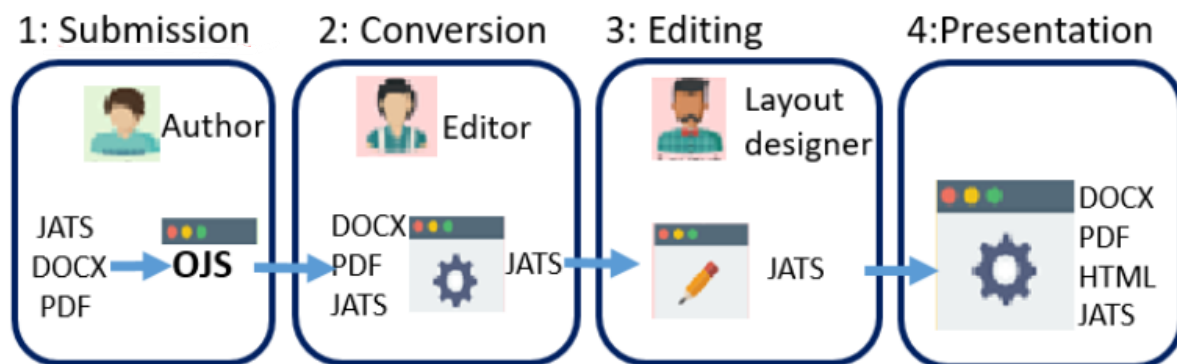 1: Submission
Author
JATS
DOCX
PDF
OJS
2: Conversion
Editor
DOCX
PDF
JATS
JATS
3: Editing
Layout
designer
JATS
4:Presentation
DOCX
PDF
HTML
JATS